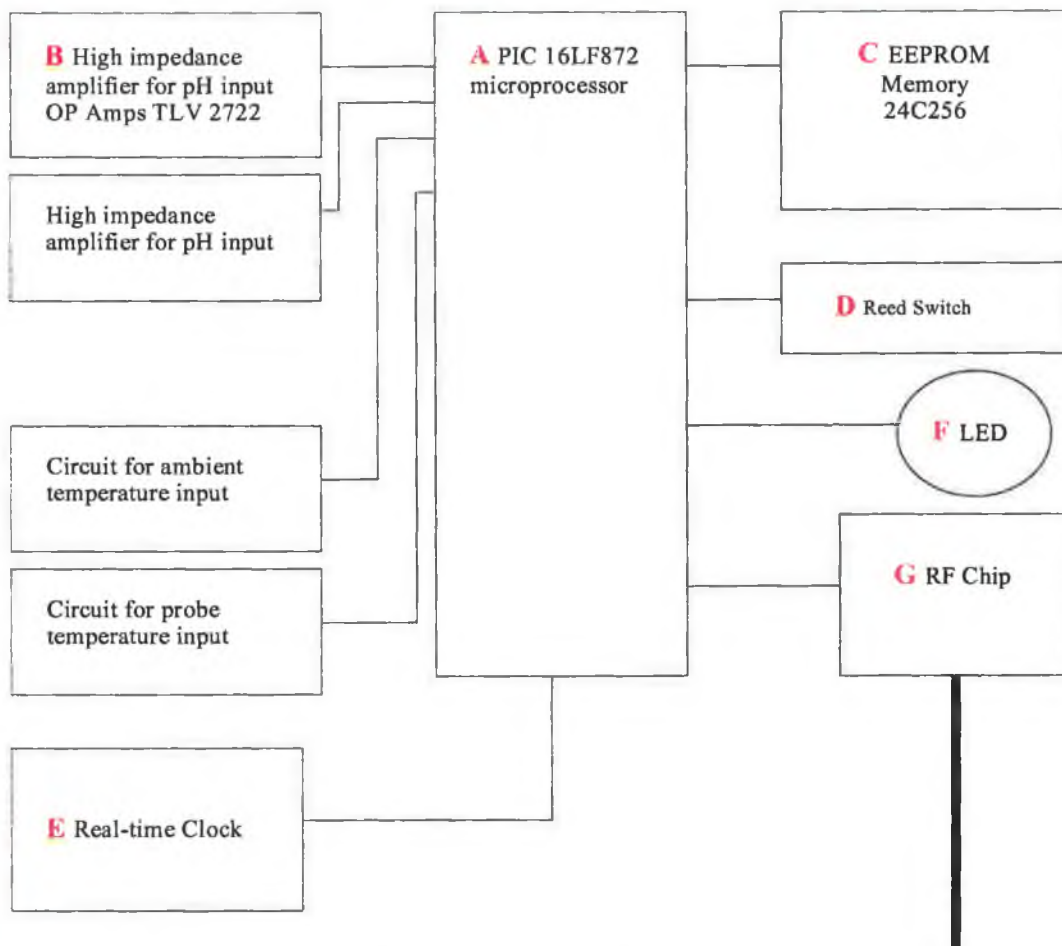 B High impedance
amplifier for pH input
OP Amps TLV 2722
A PIC 16LF872
microprocessor
C EEPROM
Memory
24C256
High impedance
amplifier for pH input
D Reed Switch
F LED
Circuit for ambient
temperature input
G RF Chip
Circuit for probe
temperature input
E Real-time Clock